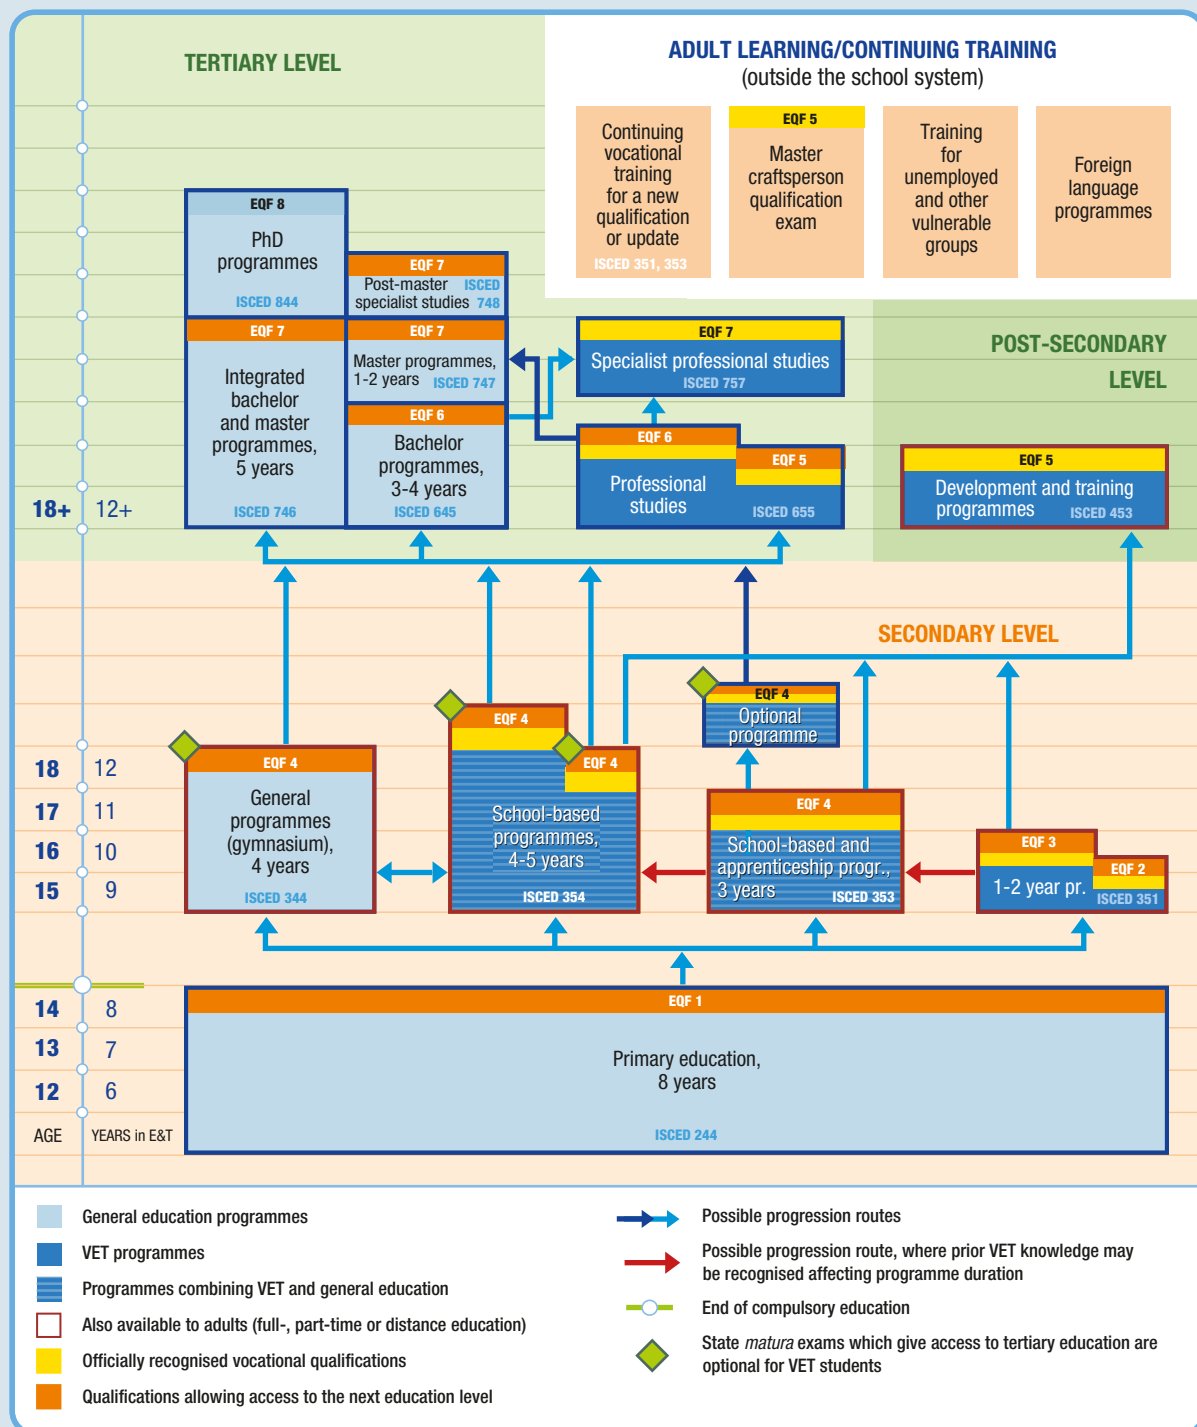 TERTIARY LEVEL
ADULT LEARNING/CONTINUING TRAINING
(outside the school system)
Continuing
vocational
training
for a new
qualification
or update
ISCED 351, 353
EQF 5
Master
craftsperson
qualification
exam
Training
for
unemployed
and other
vulnerable
groups
Foreign
language
programmes
EQF 8
PhD
programmes
ISCED 844
EQF 7
Post-master ISCED
specialist studies 748
EQF 7
Integrated
bachelor
and master
programmes,
5 years
ISCED 746
EQF 7
Master programmes,
1-2 years ISCED 747
EQF 6
Bachelor
programmes,
3-4 years
ISCED 645
EQF 7
Specialist professional studies
ISCED 757
EQF 6
EQF 5
Professional
studies
ISCED 655
POST-SECONDARY
LEVEL
EQF 5
Development and training
programmes ISCED 453
18+ 12+
SECONDARY LEVEL
EQF 4
General
programmes
(gymnasium),
4 years
ISCED 344
EQF 4
EQF 4
School-based
programmes,
4-5 years
ISCED 354
EQF 4
Optional
programme
EQF 4
School-based and
apprenticeship progr.,
3 years ISCED 353
EQF 3
EQF 2
1-2 year pr.
ISCED 351
18 12
17 11
16 10
15 9
14 8
13 7
12 6
AGE YEARS in E&T
EQF 1
Primary education,
8 years
ISCED 244
General education programmes
VET programmes
Programmes combining VET and general education
Also available to adults (full-, part-time or distance education)
Officially recognised vocational qualifications
Qualifications allowing access to the next education level
Possible progression routes
Possible progression route, where prior VET knowledge may
be recognised affecting programme duration
End of compulsory education
State matura exams which give access to tertiary education are
optional for VET students